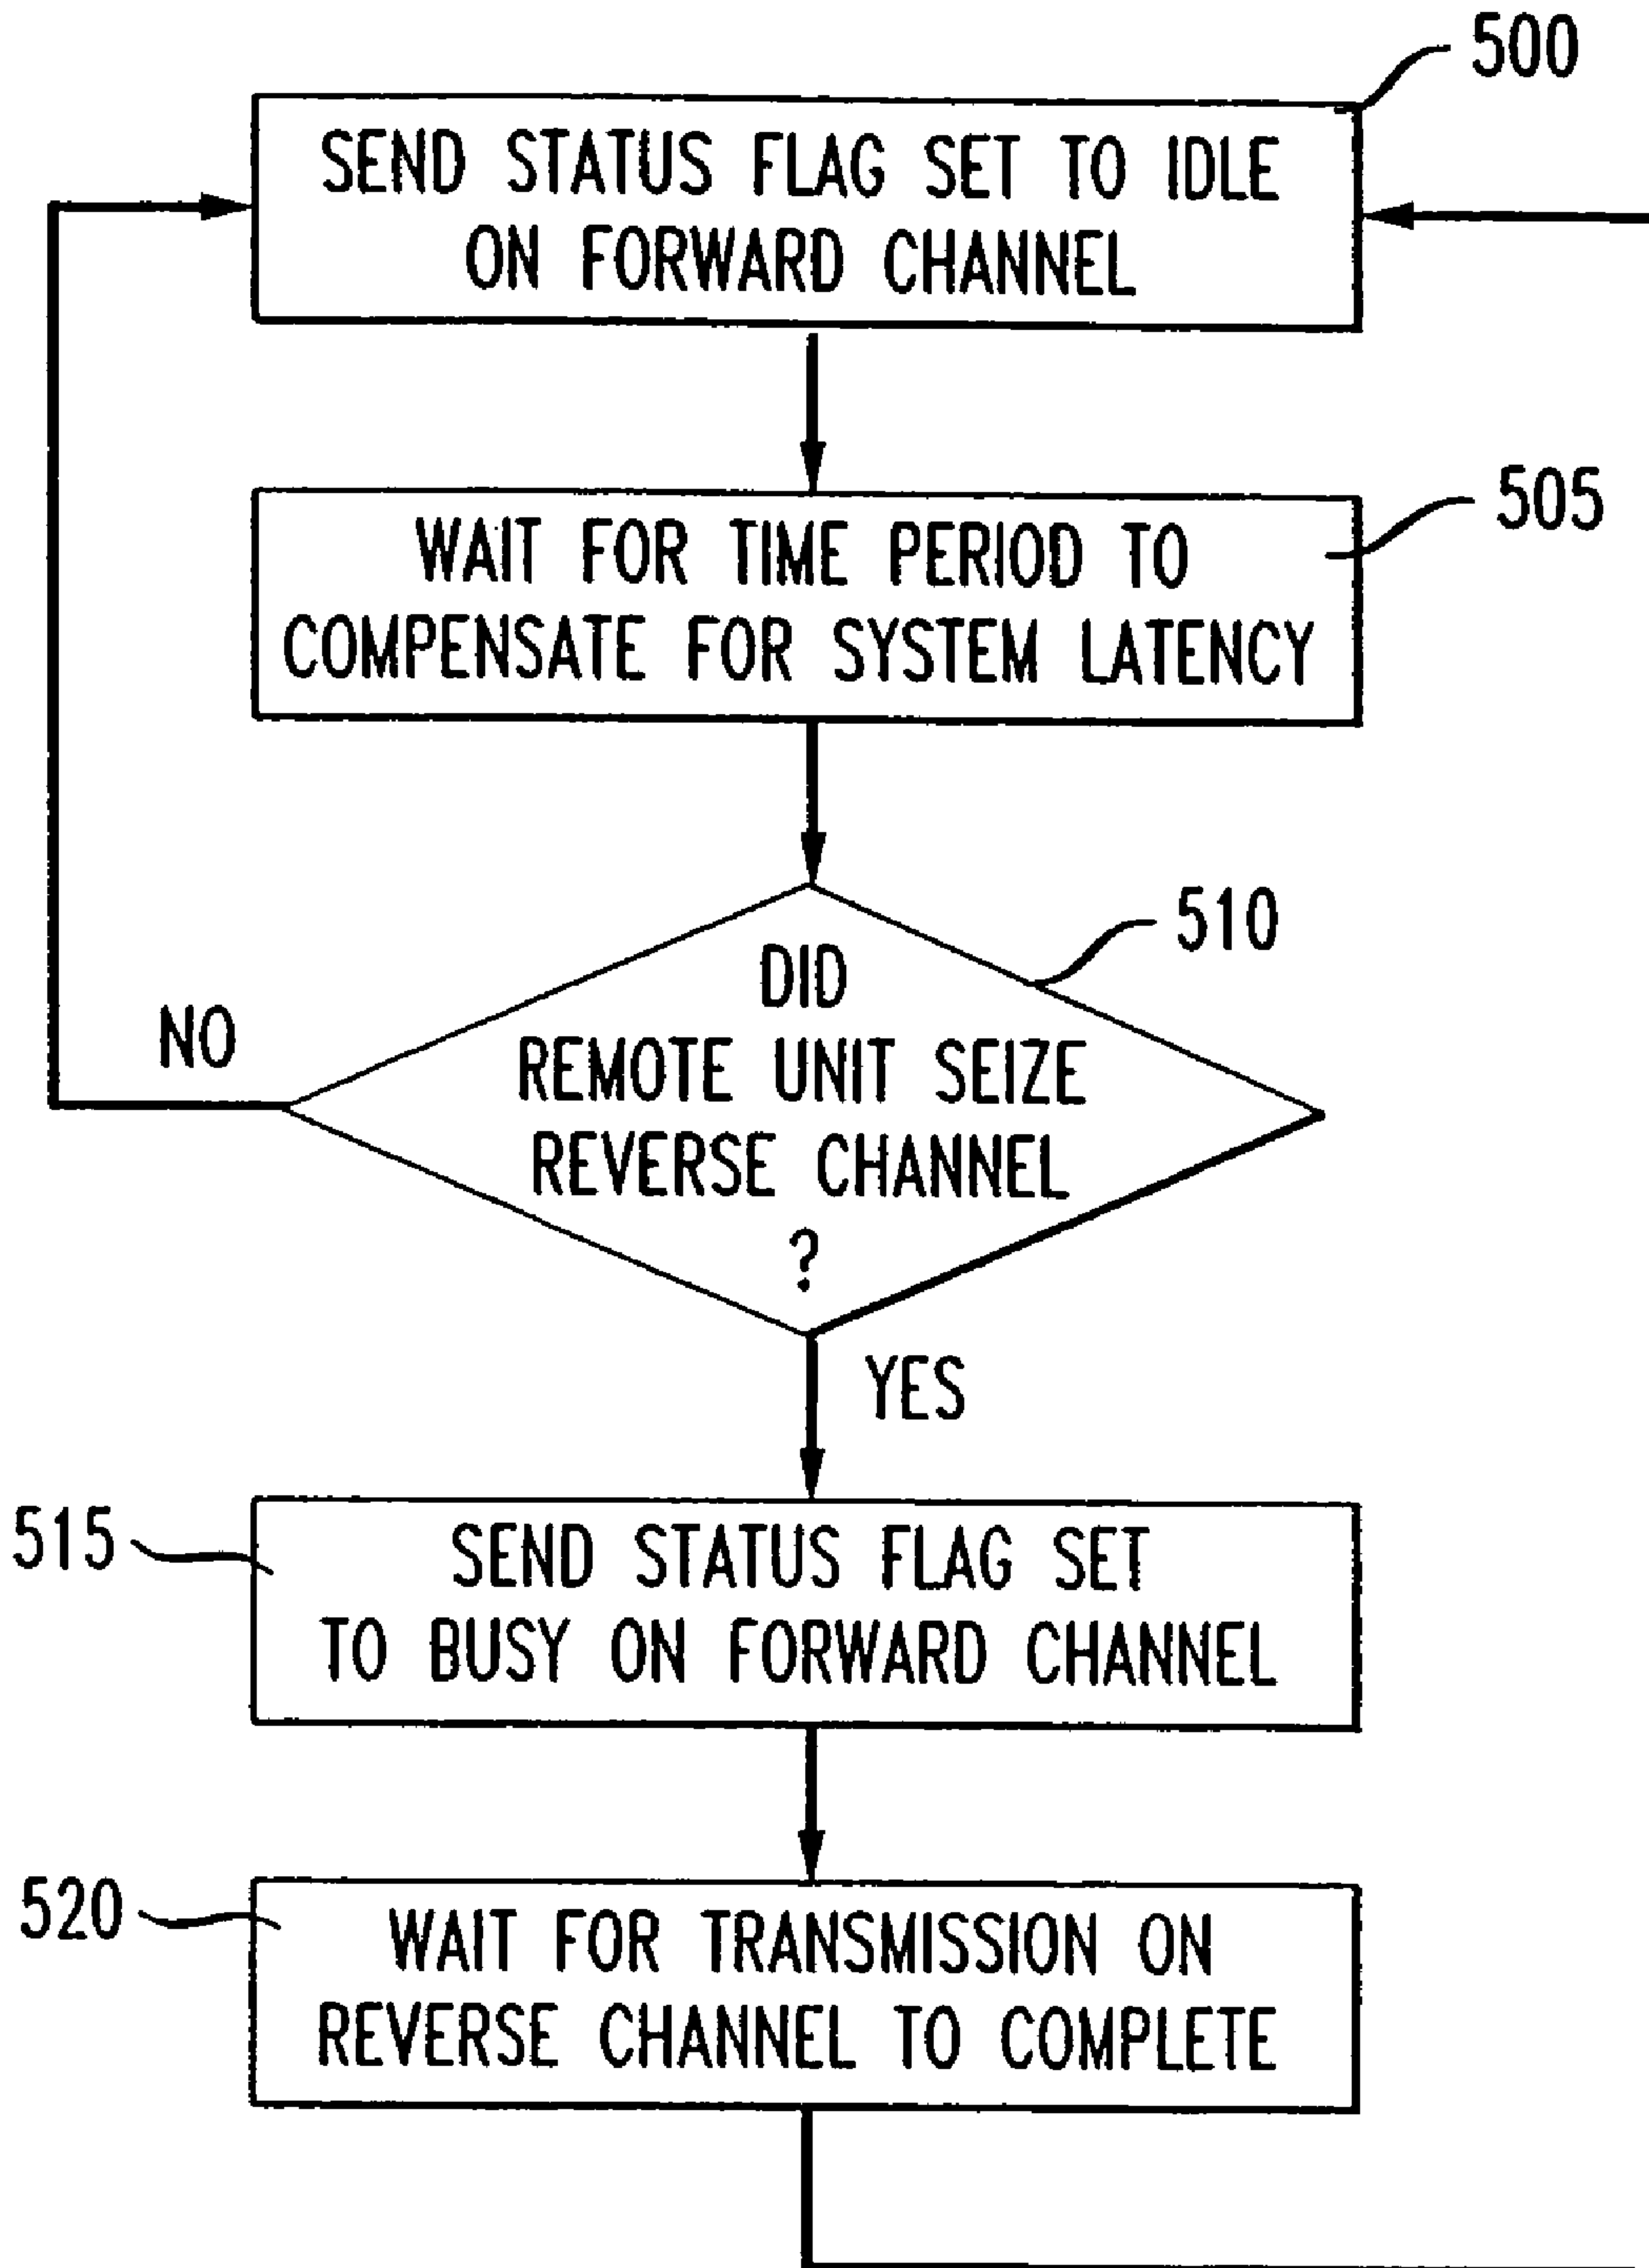 500
SEND STATUS FLAG SET TO IDLE
ON FORWARD CHANNEL
505
WAIT FOR TIME PERIOD TO
COMPENSATE FOR SYSTEM LATENCY
510
DID
REMOTE UNIT SEIZE
REVERSE CHANNEL
?
NO
YES
515
SEND STATUS FLAG SET
TO BUSY ON FORWARD CHANNEL
520
WAIT FOR TRANSMISSION ON
REVERSE CHANNEL TO COMPLETE